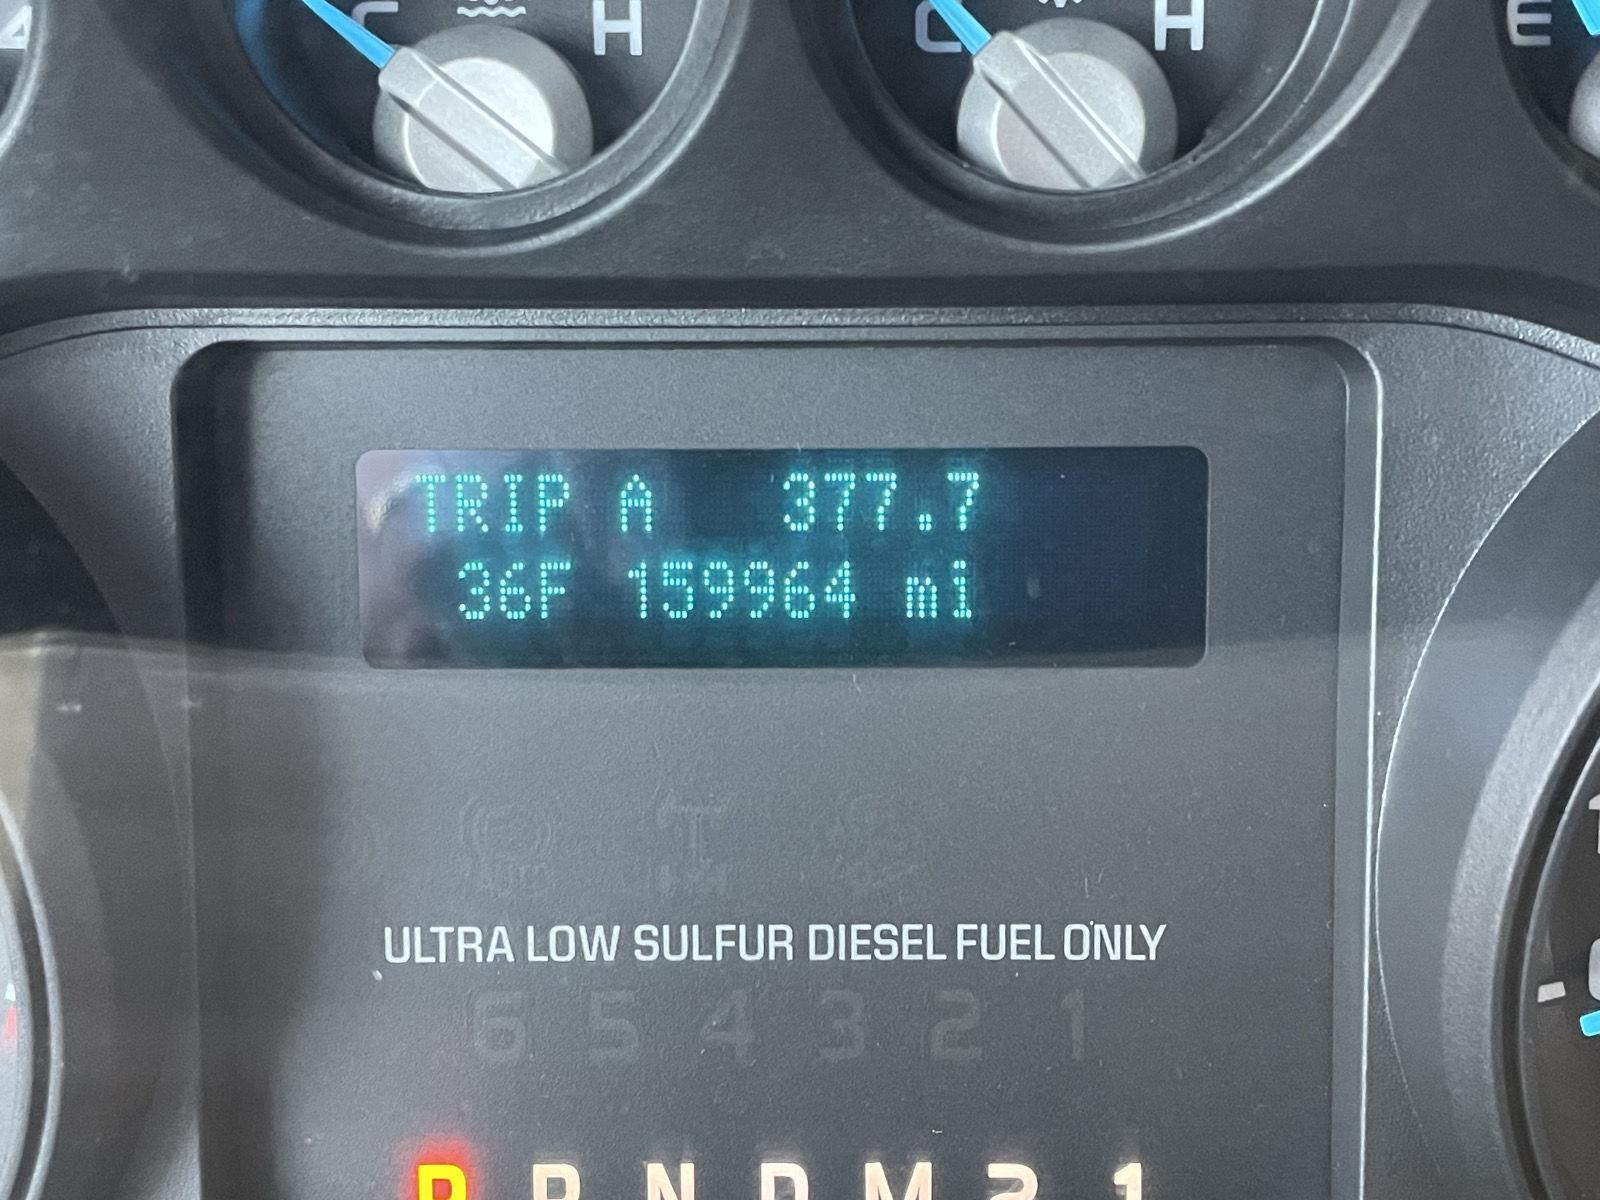 C H C H E
TRIP A 377.7
36F 159964 mi
ULTRA LOW SULFUR DIESEL FUEL ONLY
6 5 4 3 2 1
P R N D M 2 1